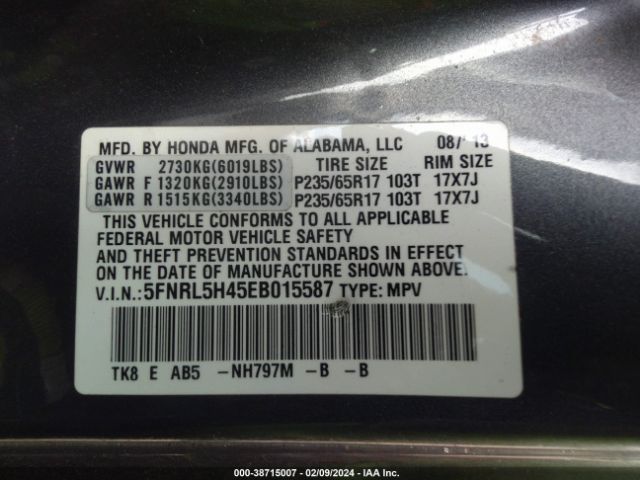 MFD. BY HONDA MFG. OF ALABAMA, LLC 08/13
GVWR 2730KG(6019LBS) TIRE SIZE RIM SIZE
GAWR F 1320KG(2910LBS) P235/65R17 103T 17X7J
GAWR R 1515KG(3340LBS) P235/65R17 103T 17X7J
THIS VEHICLE CONFORMS TO ALL APPLICABLE
FEDERAL MOTOR VEHICLE SAFETY
AND THEFT PREVENTION STANDARDS IN EFFECT
ON THE DATE OF MANUFACTURE SHOWN ABOVE.
V.I.N.:5FNRL5H45EB015587 TYPE: MPV
TK8 E AB5 -NH797M -B -B
000-38715007 - 02/09/2024 - IAA Inc.